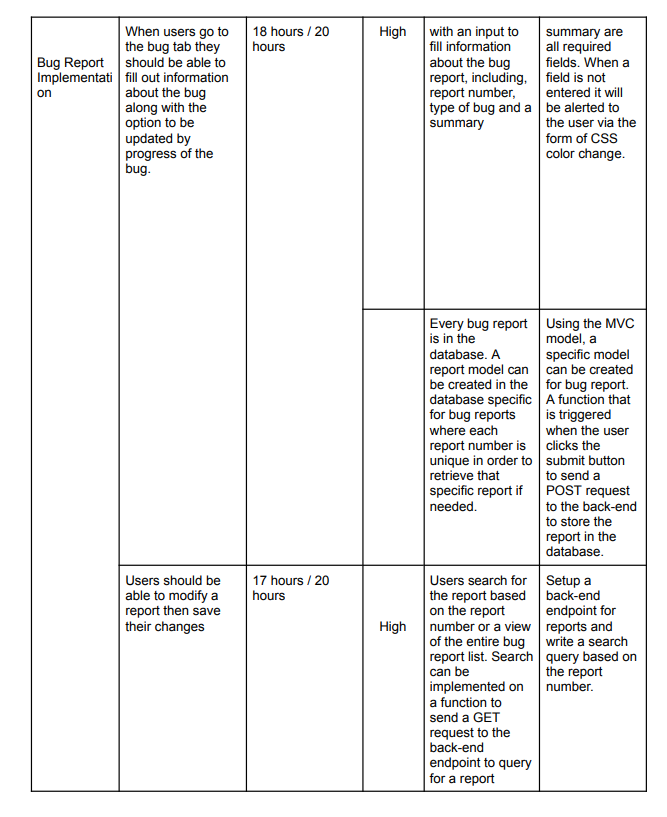 Bug Report
Implementati
on
When users go to
the bug tab they
should be able to
fill out information
about the bug
along with the
option to be
updated by
progress of the
bug.
18 hours / 20
hours
High
with an input to
fill information
about the bug
report, including,
report number,
type of bug and a
summary
summary are
all required
fields. When a
field is not
entered it will
be alerted to
the user via the
form of CSS
color change.
Every bug report
is in the
database. A
report model can
be created in the
database specific
for bug reports
where each
report number is
unique in order to
retrieve that
specific report if
needed.
Using the MVC
model, a
specific model
can be created
for bug report.
A function that
is triggered
when the user
clicks the
submit button
to send a
POST request
to the back-end
to store the
report in the
database.
Users should be
able to modify a
report then save
their changes
17 hours / 20
hours
High
Users search for
the report based
on the report
number or a view
of the entire bug
report list. Search
can be
implemented on
a function to
send a GET
request to the
back-end
endpoint to query
for a report
Setup a
back-end
endpoint for
reports and
write a search
query based on
the report
number.